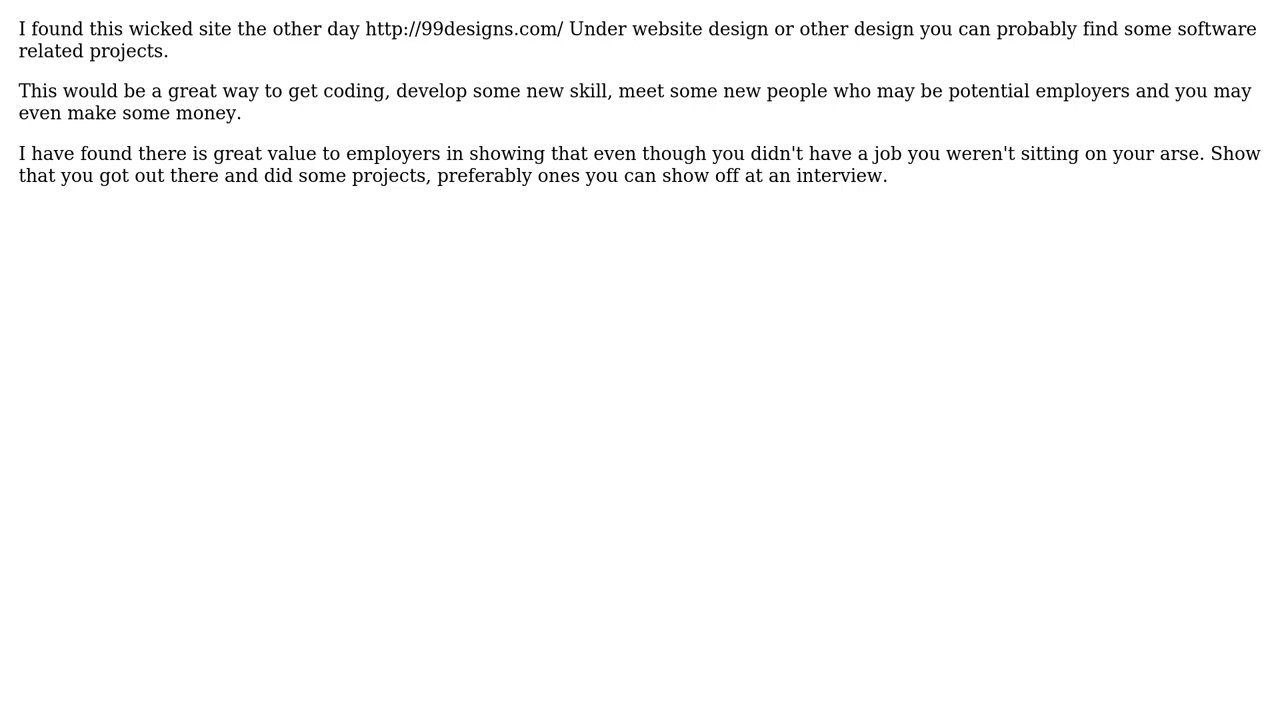 I found this wicked site the other day http://99designs.com/ Under website design or other design you can probably find some software
related projects.
This would be a great way to get coding, develop some new skill, meet some new people who may be potential employers and you may
even make some money.
I have found there is great value to employers in showing that even though you didn't have a job you weren't sitting on your arse. Show
that you got out there and did some projects, preferably ones you can show off at an interview.